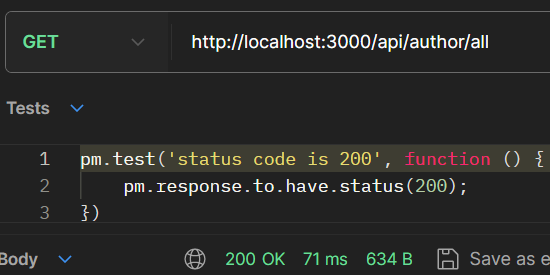 GET http://localhost:3000/api/author/all
Tests
1 pm.test('status code is 200', function () {
2     pm.response.to.have.status(200);
3 })
Body 200 OK 71 ms 634 B Save as e